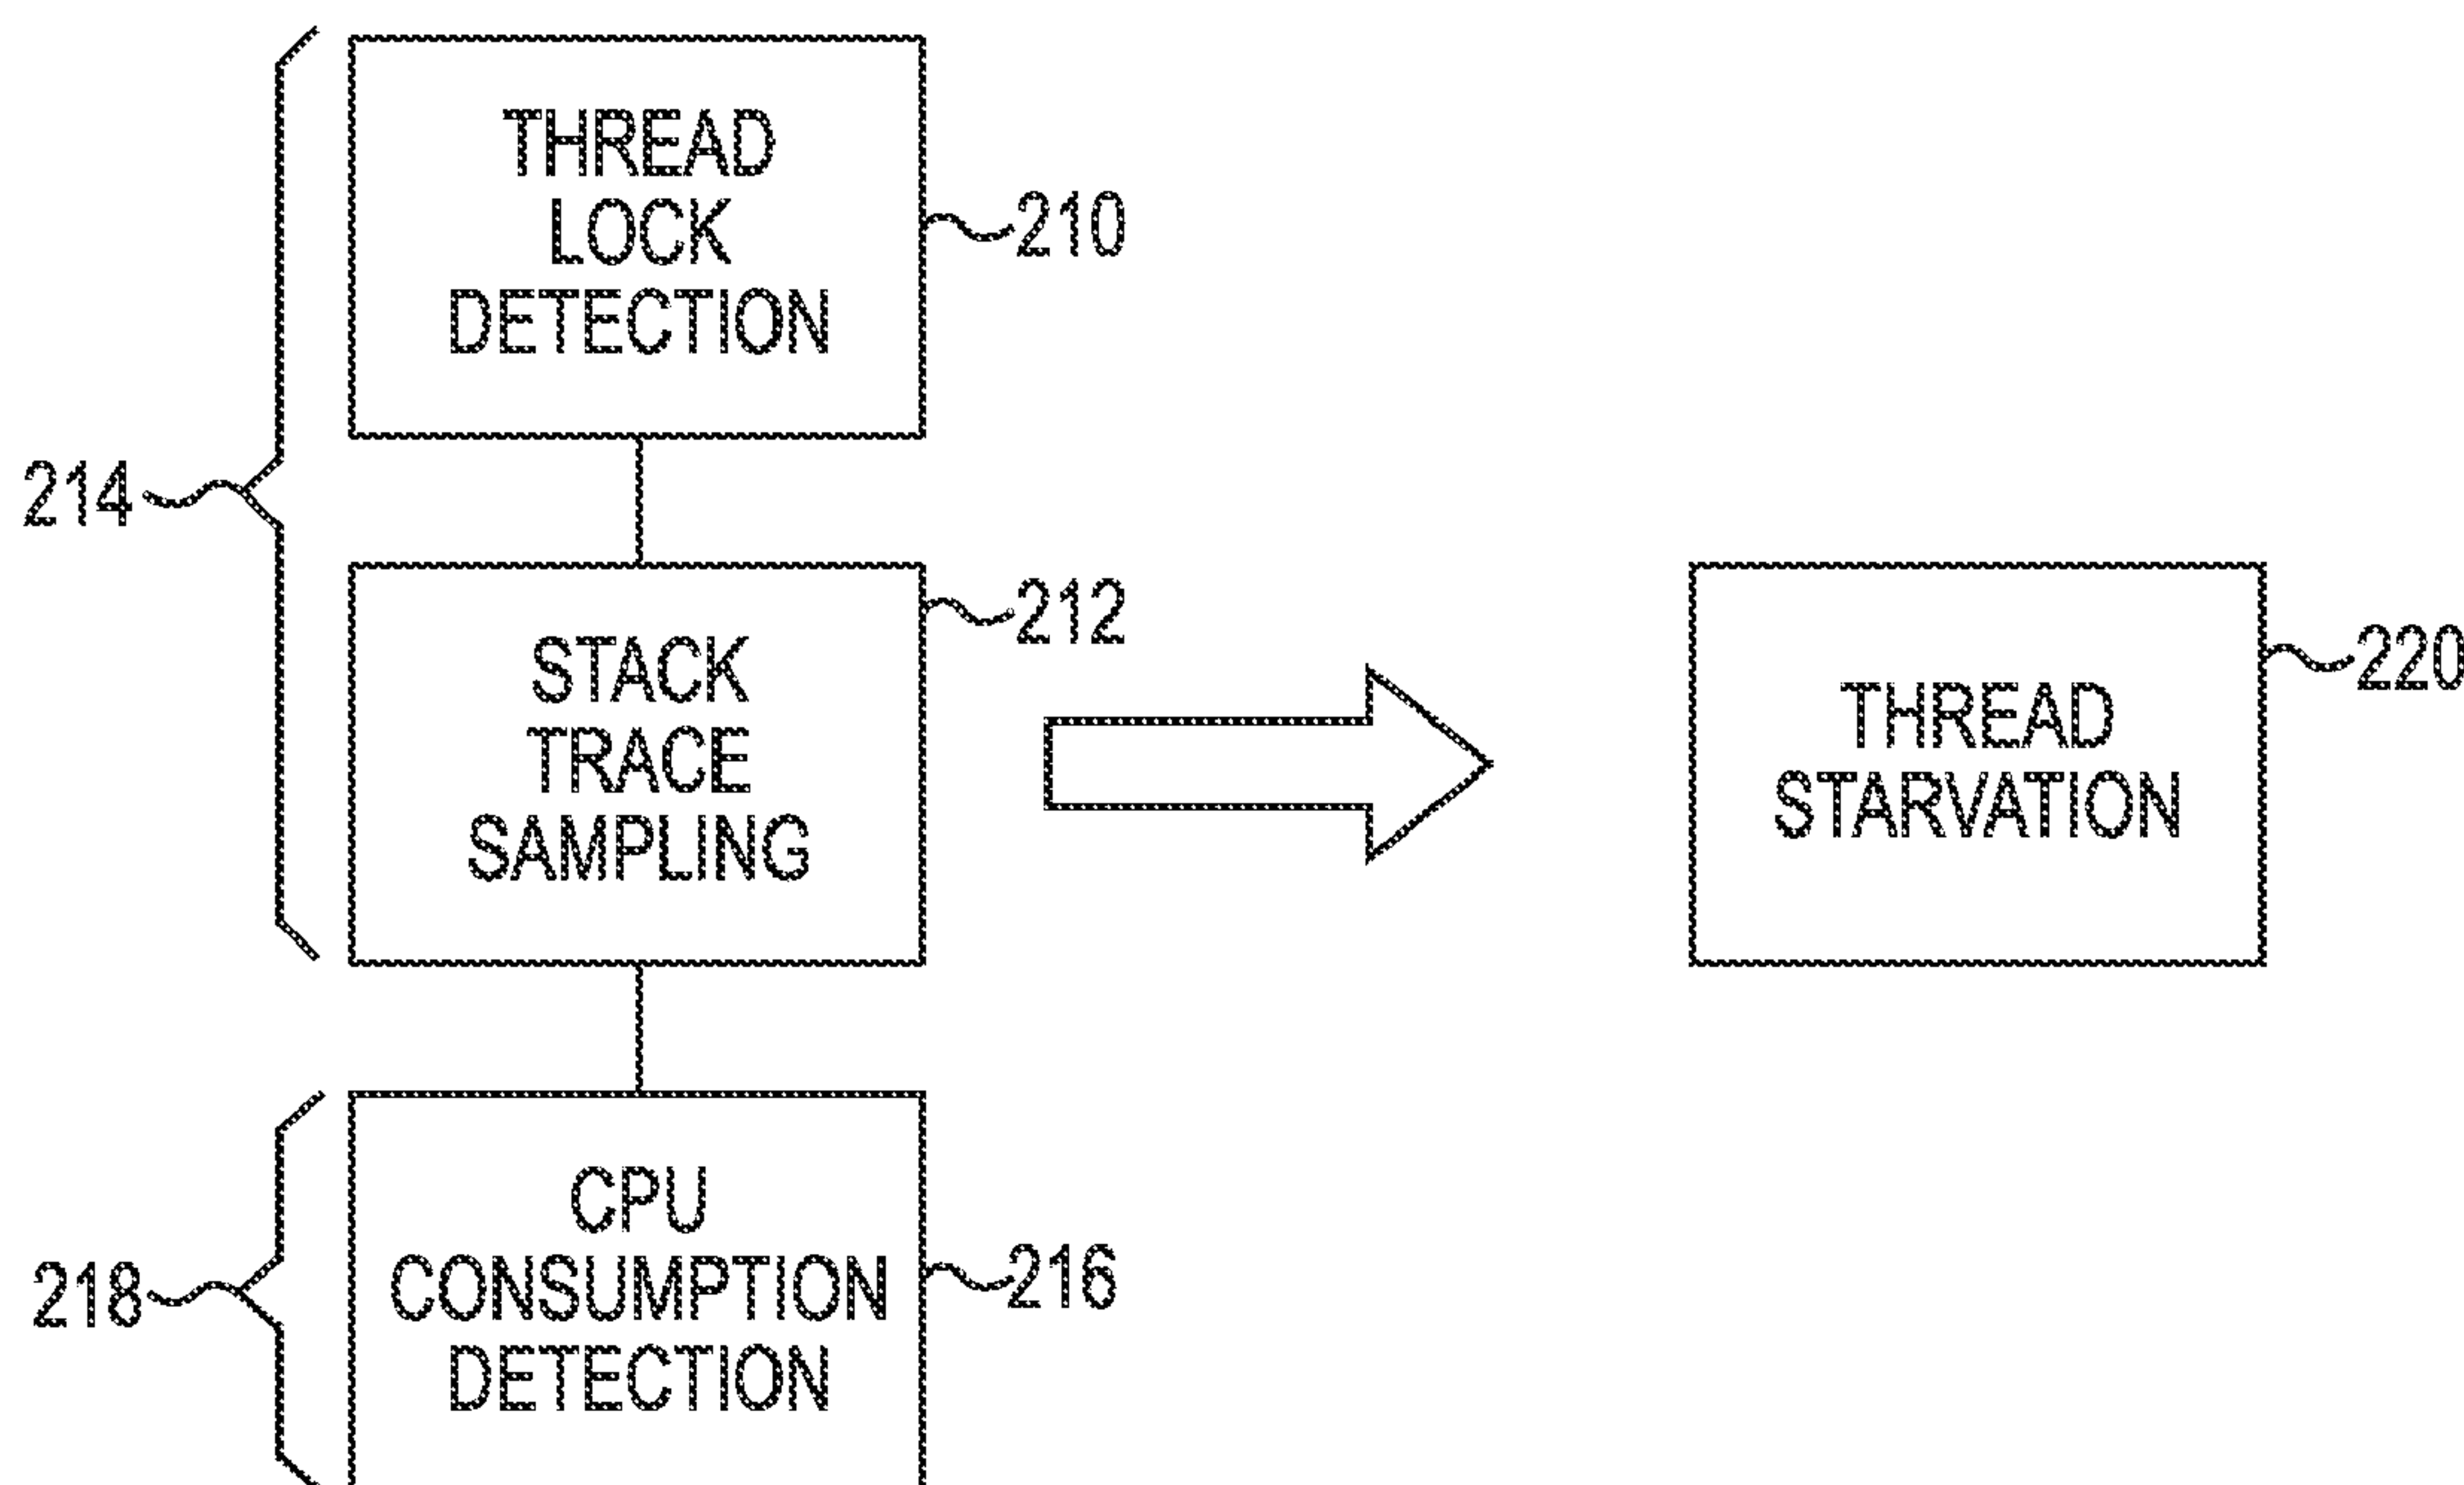 THREAD
LOCK
DETECTION
210
214
212
STACK
TRACE
SAMPLING
220
THREAD
STARVATION
CPU
CONSUMPTION
DETECTION
216
218